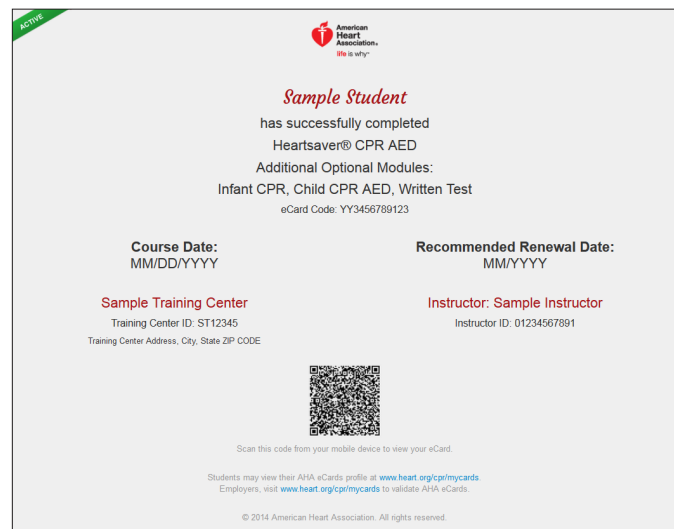 ACTIVE
American
Heart
Association®
life is why™
Sample Student
has successfully completed
Heartsaver® CPR AED
Additional Optional Modules:
Infant CPR, Child CPR AED, Written Test
eCard Code: YY3456789123
Course Date:
MM/DD/YYYY
Recommended Renewal Date:
MM/YYYY
Sample Training Center
Training Center ID: ST12345
Training Center Address, City, State ZIP CODE
Instructor: Sample Instructor
Instructor ID: 01234567891
Scan this code from your mobile device to view your eCard.
Students may view their AHA eCards profile at www.heart.org/cpr/mycards
Employers, visit www.heart.org/cpr/mycards to validate AHA eCards.
© 2014 American Heart Association. All rights reserved.